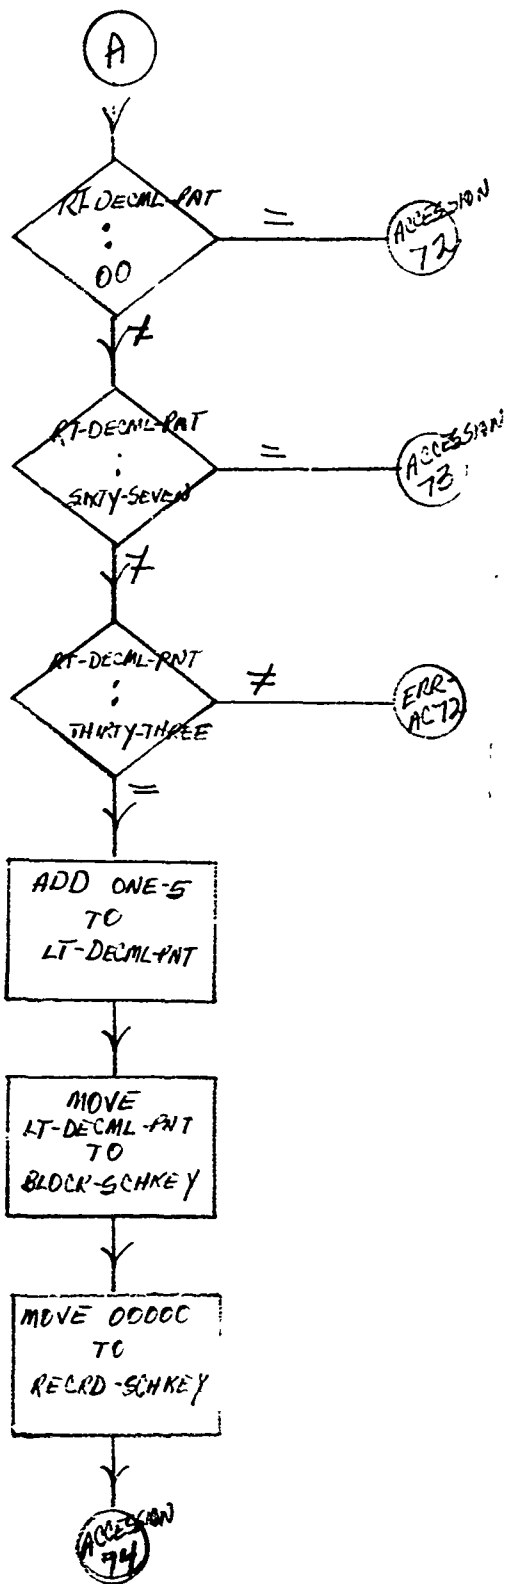 A
RT-DECML-PNT
:
00
=
ACCESSION
72
≠
RT-DECML-PNT
:
SIXTY-SEVEN
=
ACCESSION
73
≠
RT-DECML-PNT
:
THIRTY-THREE
≠
ERR-
AC72
=
ADD ONE-5
TO
LT-DECML-PNT
MOVE
LT-DECML-PNT
TO
BLOCK-SCHKEY
MOVE 00000
TO
RECRD-SCHKEY
ACCESSION
74